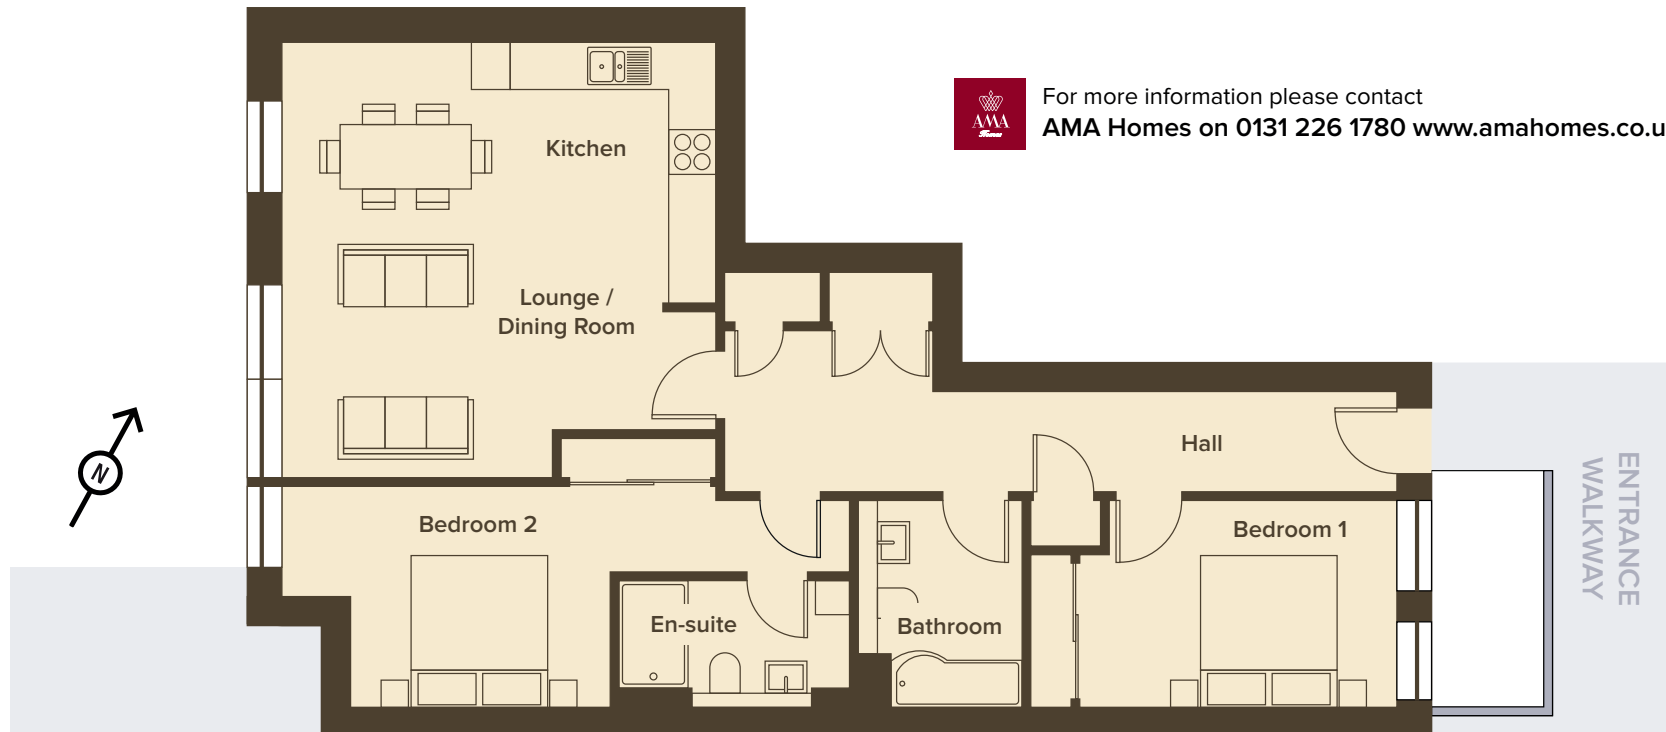 AMA
Homes
For more information please contact
AMA Homes on 0131 226 1780 www.amahomes.co.u
Kitchen
Lounge /
Dining Room
Hall
ENTRANCE
WALKWAY
N
Bedroom 2
Bedroom 1
En-suite
Bathroom